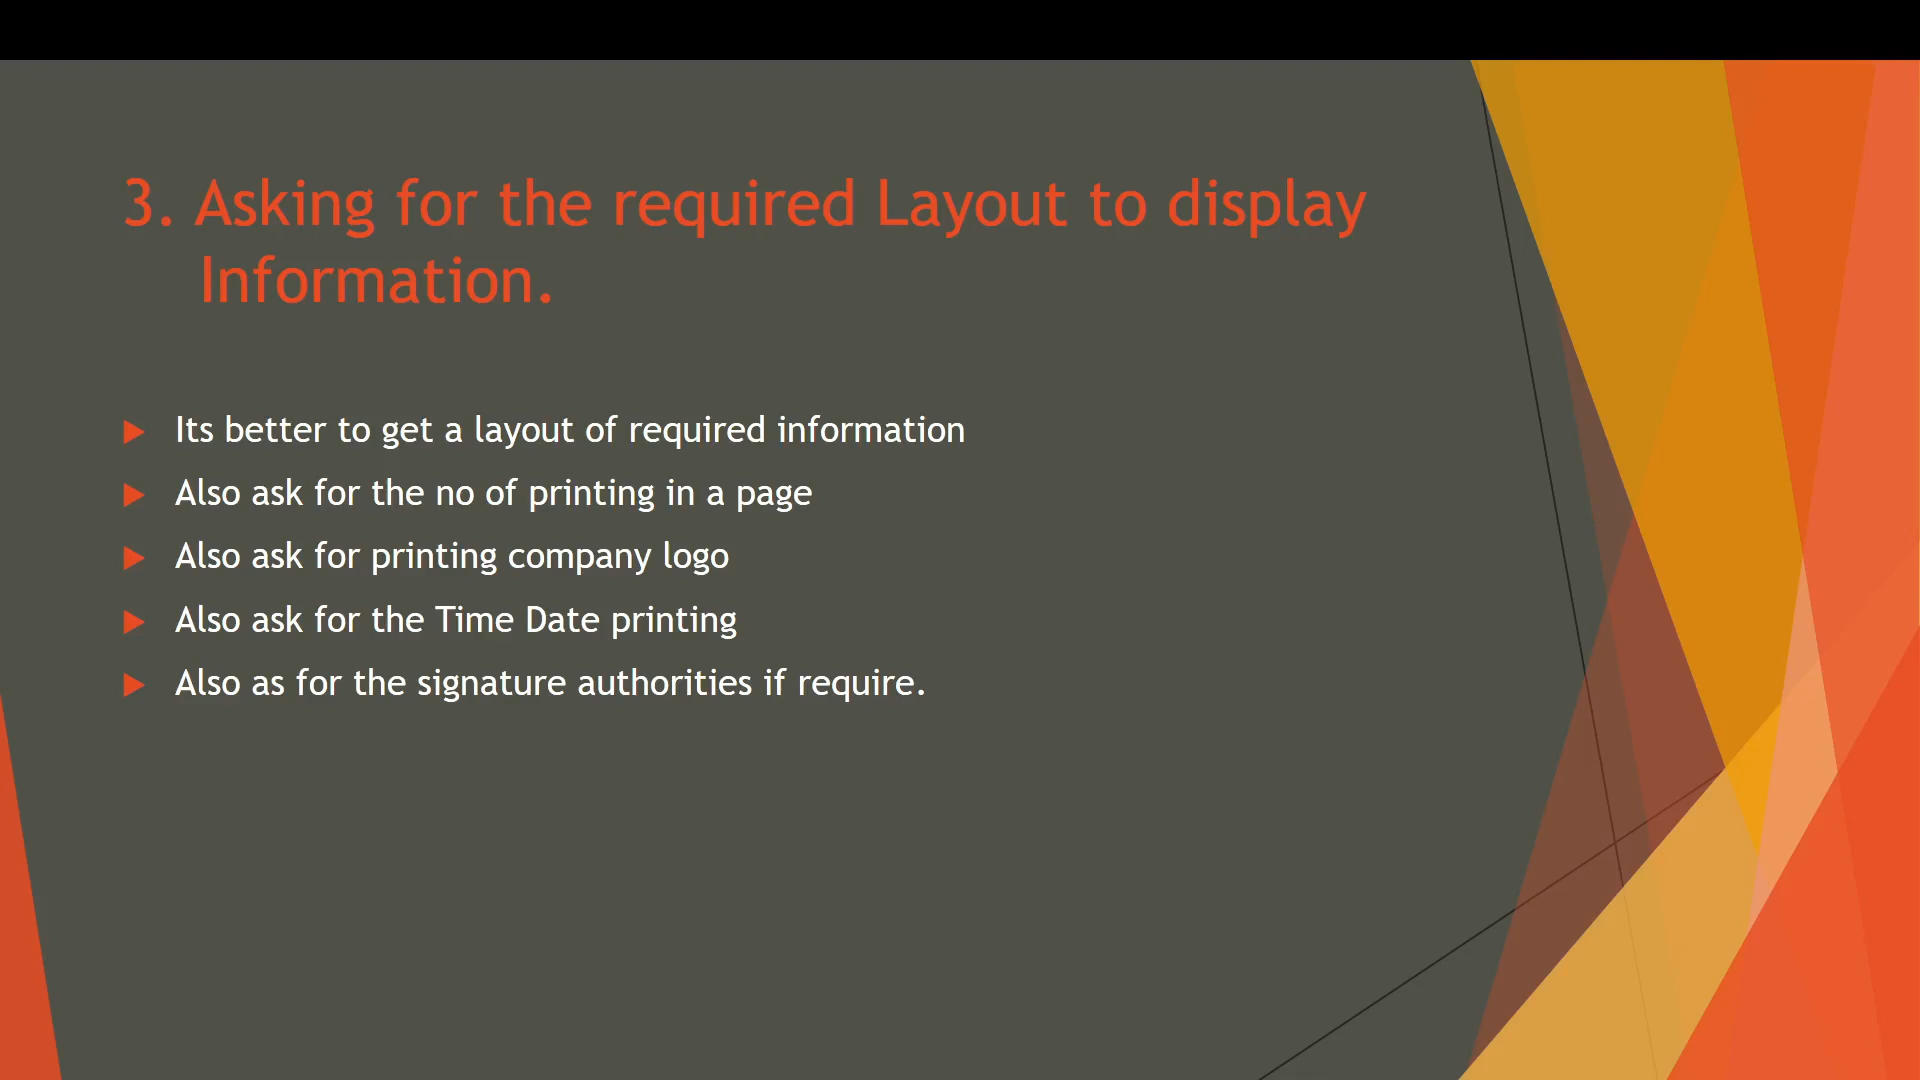 3. Asking for the required Layout to display
Information.
Its better to get a layout of required information
Also ask for the no of printing in a page
Also ask for printing company logo
Also ask for the Time Date printing
Also as for the signature authorities if require.